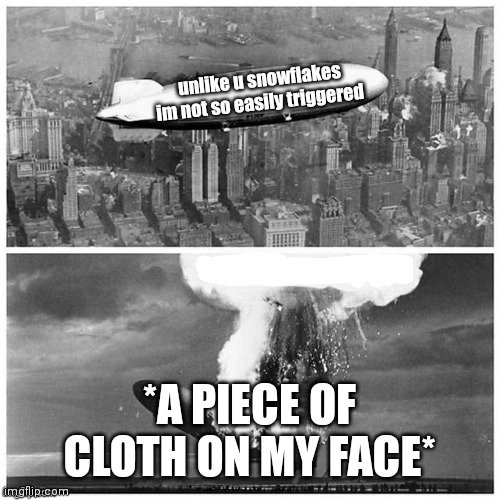 unlike u snowflakes
im not so easily triggered
*A PIECE OF
CLOTH ON MY FACE*
imgflip.com